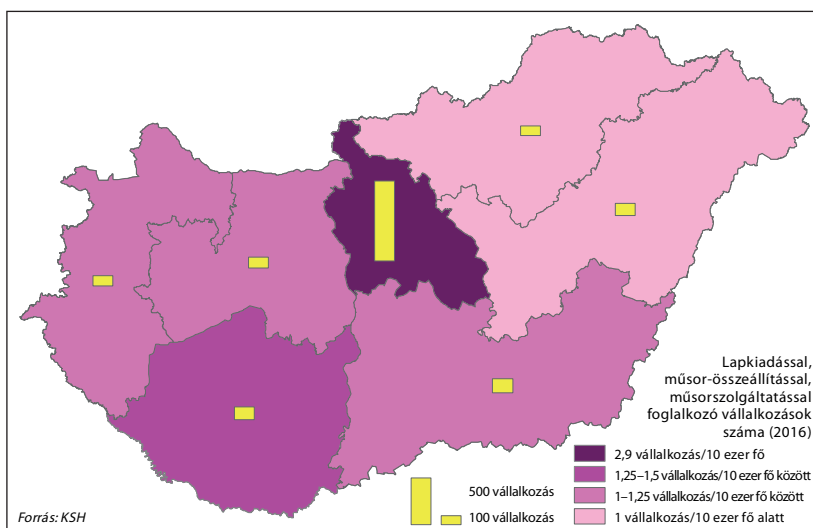 Lapkiadással,
műsor-összeállítással,
műsorszolgáltatással
foglalkozó vállalkozások
száma (2016)
2,9 vállalkozás/10 ezer fő
1,25–1,5 vállalkozás/10 ezer fő között
1–1,25 vállalkozás/10 ezer fő között
1 vállalkozás/10 ezer fő alatt
500 vállalkozás
100 vállalkozás
Forrás: KSH